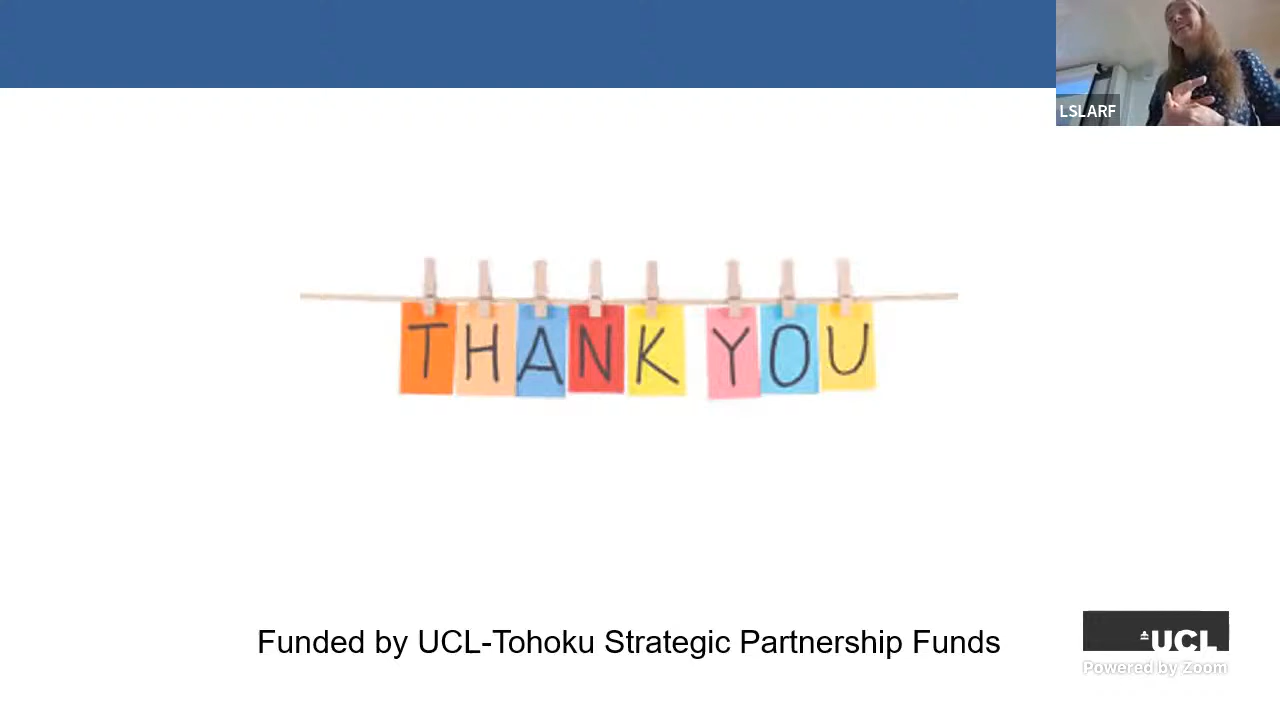 LSLARF
THANK YOU
Funded by UCL-Tohoku Strategic Partnership Funds
UCL
Powered by Zoom